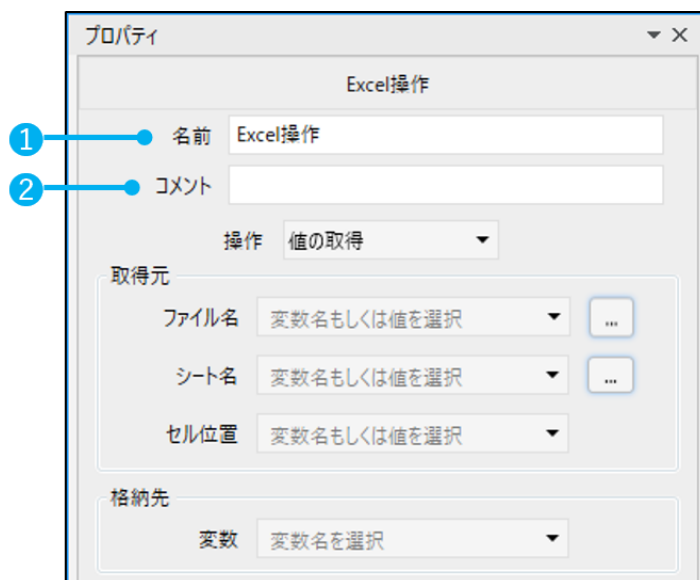 プロパティ
Excel操作
1 名前 Excel操作
2 コメント
操作 値の取得
取得元
ファイル名 変数名もしくは値を選択 ...
シート名 変数名もしくは値を選択 ...
セル位置 変数名もしくは値を選択
格納先
変数 変数名を選択